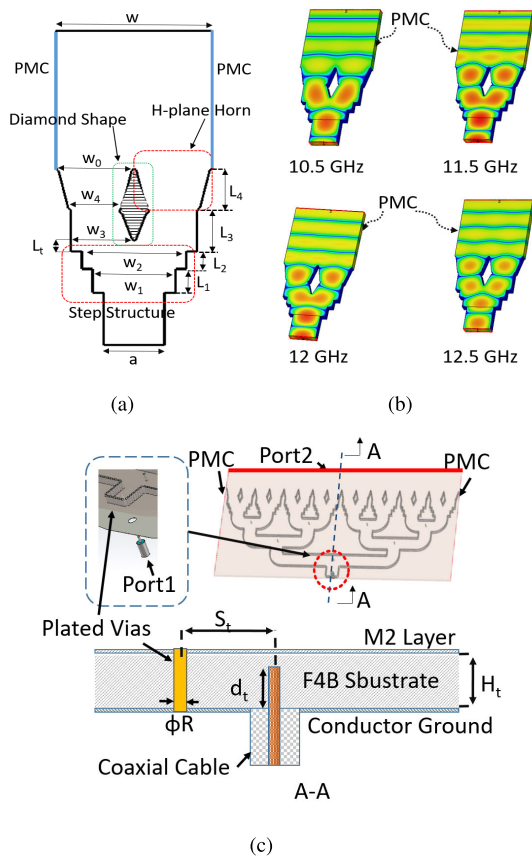 w
PMC
PMC
H-plane Horn
Diamond Shape
w0
L4
w4
w3
L3
Lt
w2
L2
w1
L1
Step Structure
a
(a)
PMC
10.5 GHz
11.5 GHz
PMC
12 GHz
12.5 GHz
(b)
A
Port2
PMC
PMC
Port1
A
Plated Vias
St
M2 Layer
dt
F4B Sbustrate
Ht
ϕR
Conductor Ground
Coaxial Cable
A-A
(c)